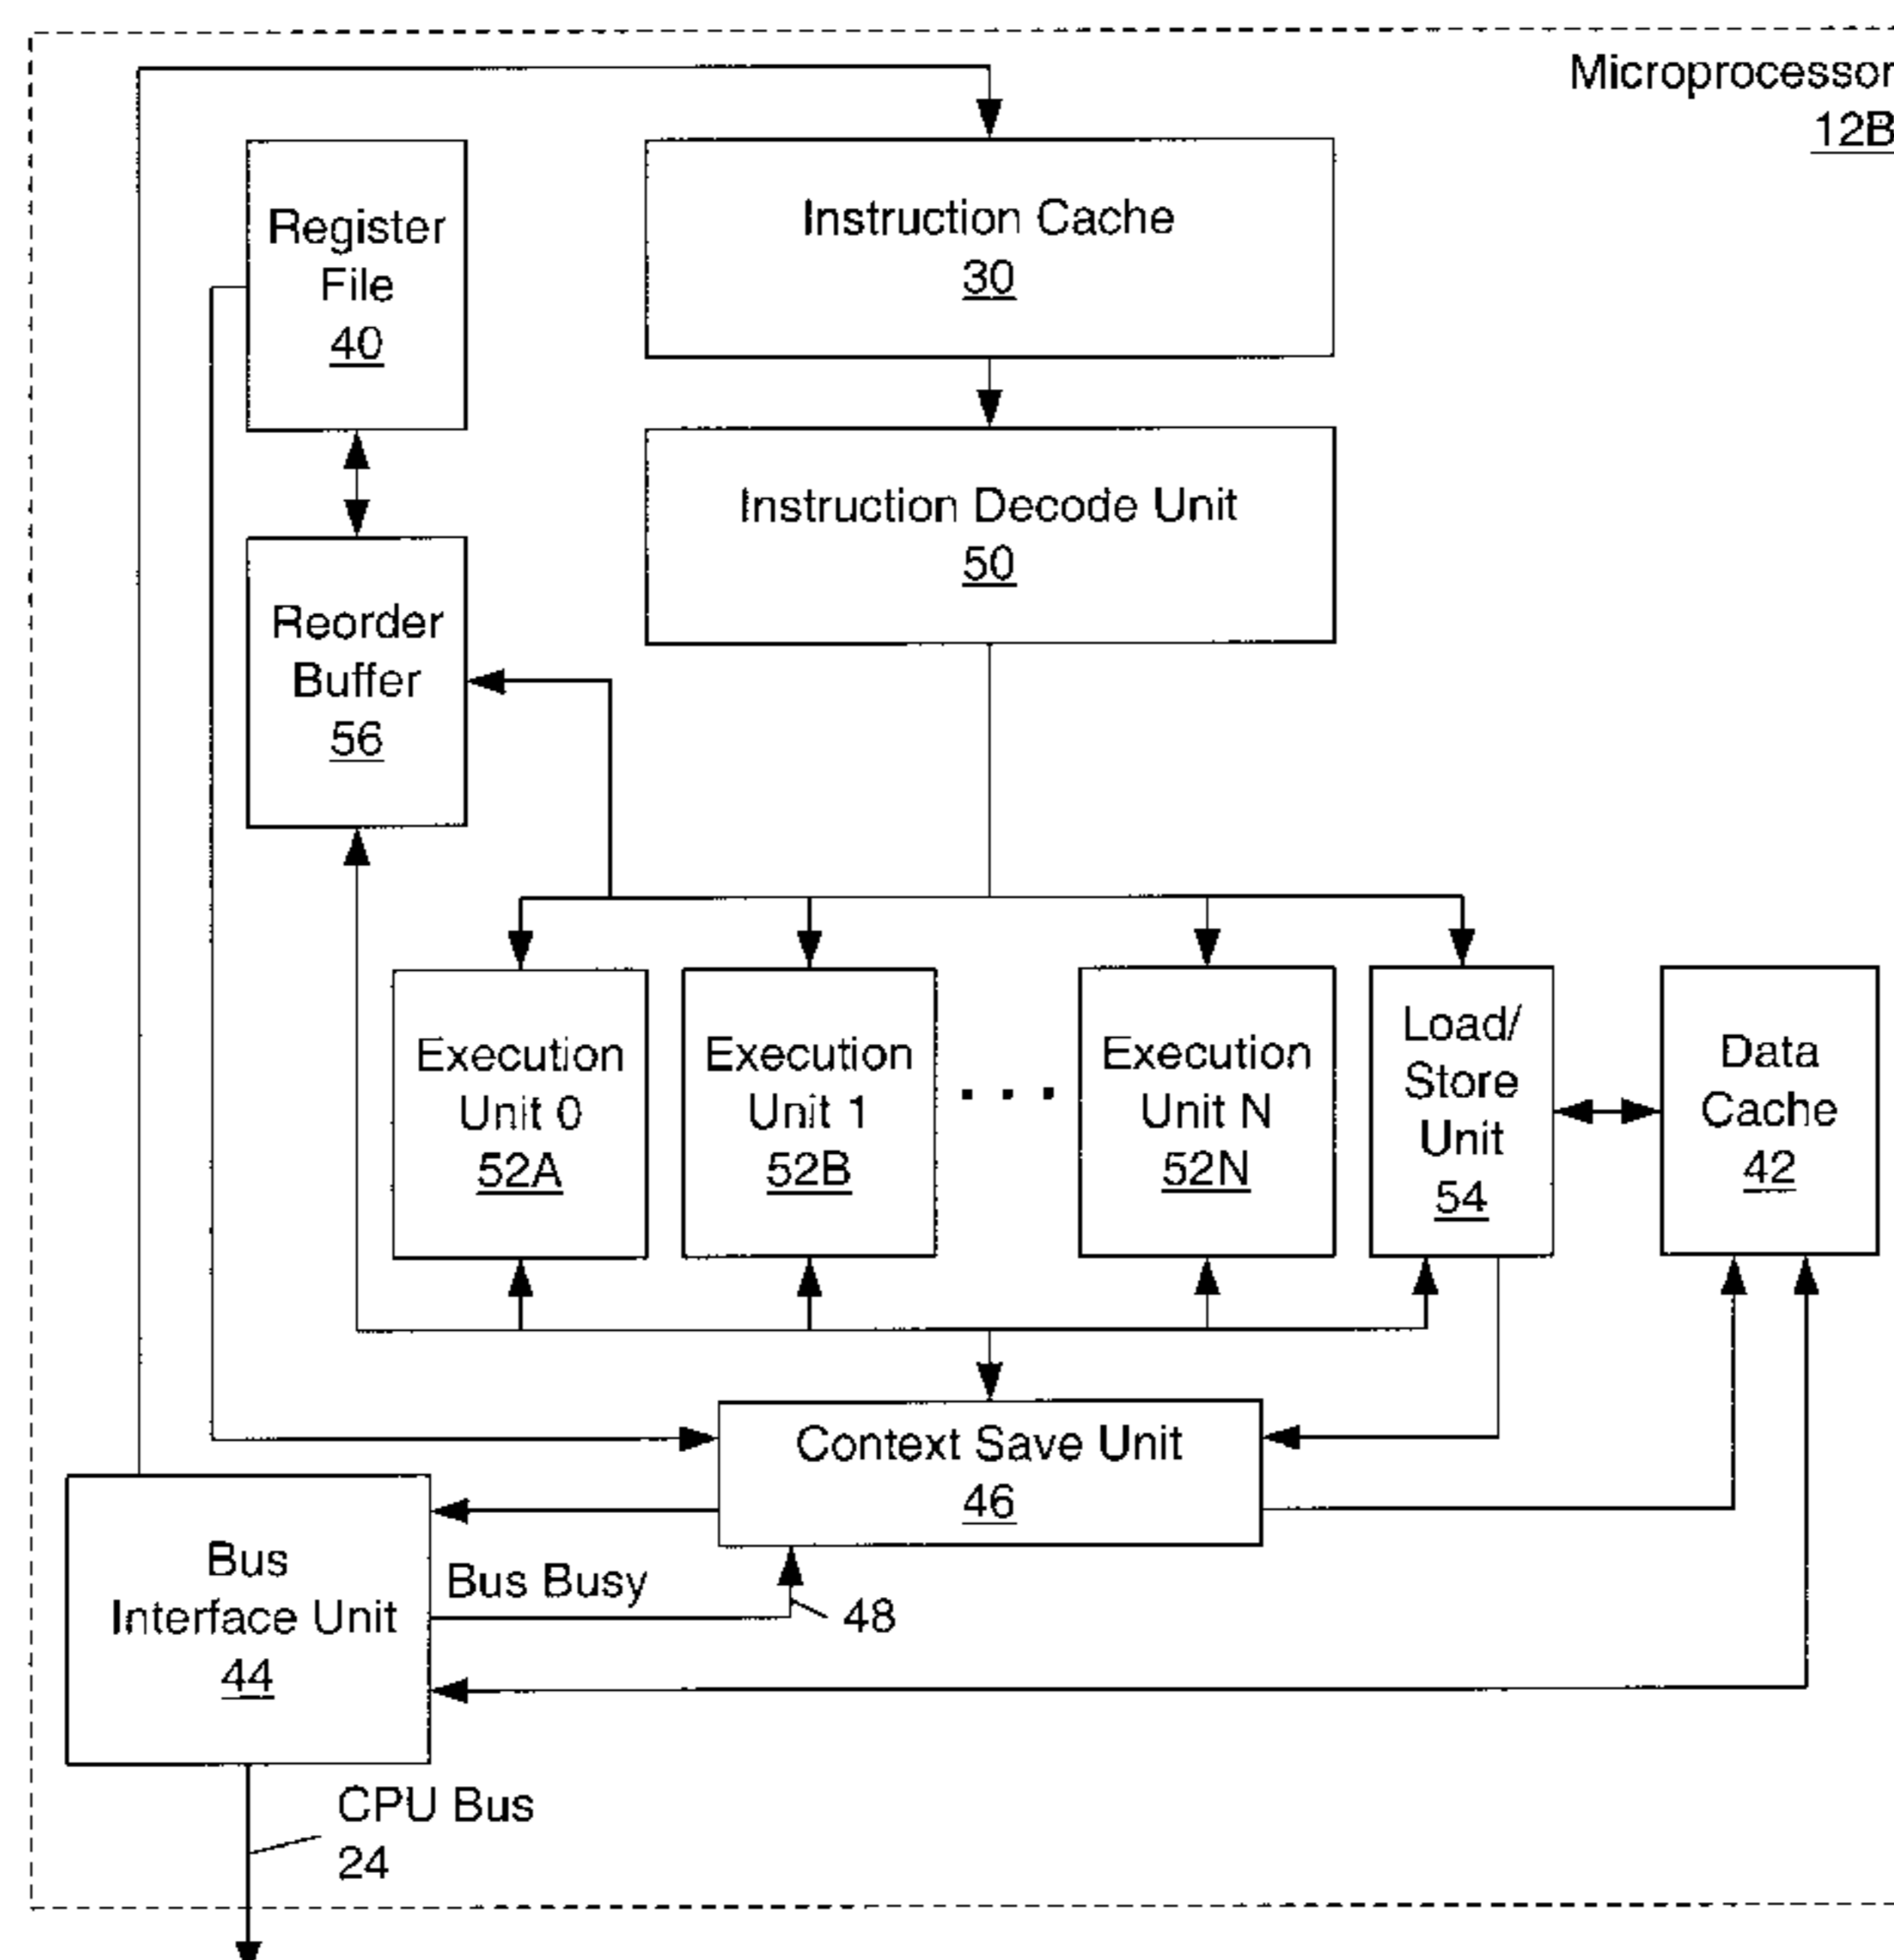 Microprocessor
12B
Register
File
40
Instruction Cache
30
Instruction Decode Unit
50
Reorder
Buffer
56
Execution
Unit 0
52A
Execution
Unit 1
52B
. . .
Execution
Unit N
52N
Load/
Store
Unit
54
Data
Cache
42
Context Save Unit
46
Bus
Interface Unit
44
Bus Busy
48
CPU Bus
24